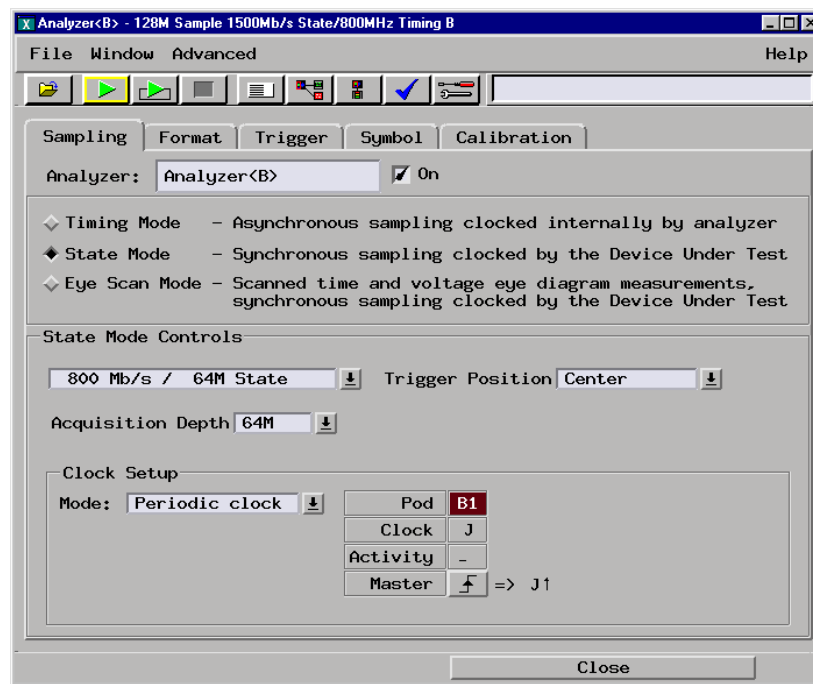 Analyzer<B> - 128M Sample 1500Mb/s State/800MHz Timing B
File Window Advanced Help
Sampling Format Trigger Symbol Calibration
Analyzer: Analyzer<B> On
Timing Mode - Asynchronous sampling clocked internally by analyzer
State Mode - Synchronous sampling clocked by the Device Under Test
Eye Scan Mode - Scanned time and voltage eye diagram measurements,
synchronous sampling clocked by the Device Under Test
State Mode Controls
800 Mb/s / 64M State Trigger Position Center
Acquisition Depth 64M
Clock Setup
Mode: Periodic clock Pod B1
Clock J
Activity -
Master => J↑
Close